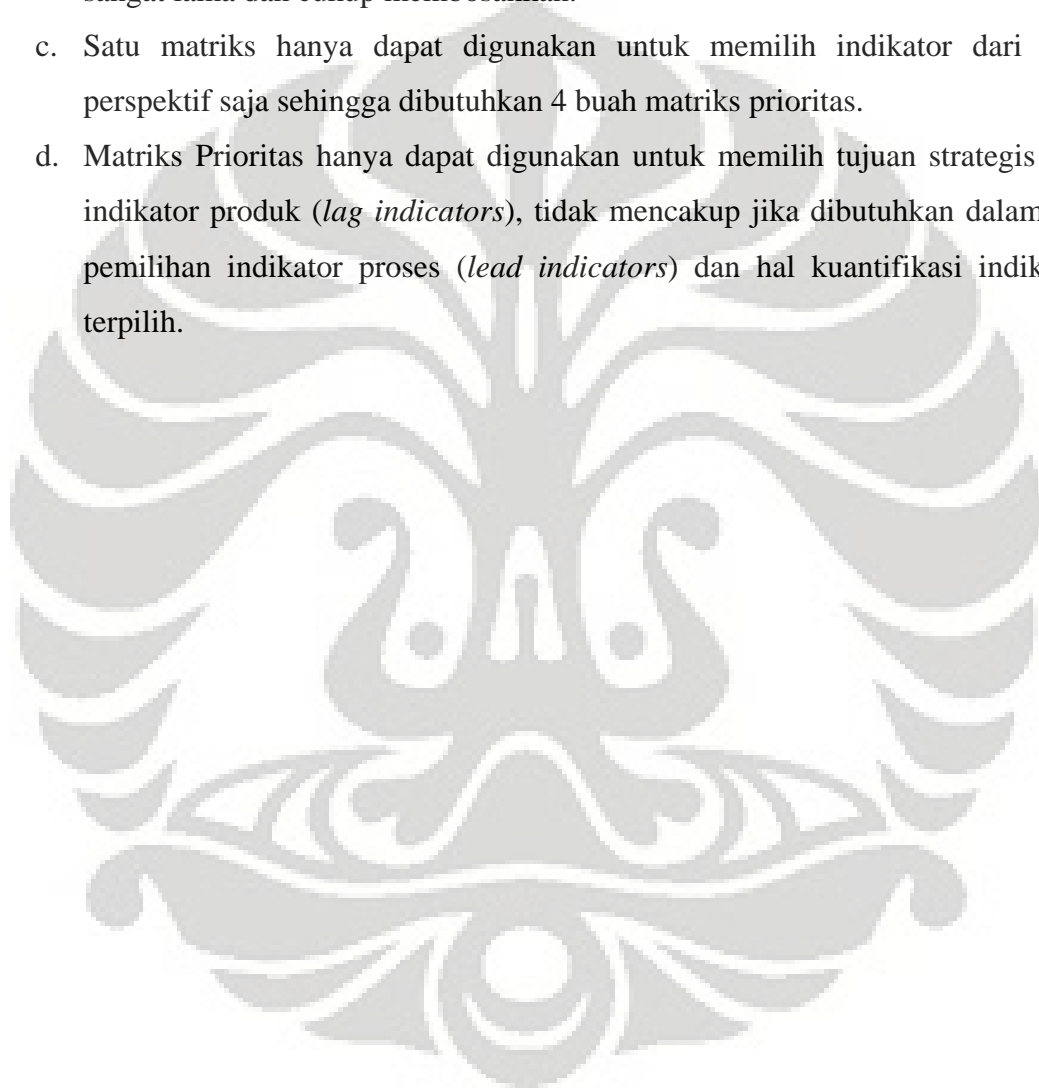 sangat lama dan cukup membosankan.
c. Satu matriks hanya dapat digunakan untuk memilih indikator dari
perspektif saja sehingga dibutuhkan 4 buah matriks prioritas.
d. Matriks Prioritas hanya dapat digunakan untuk memilih tujuan strategis
indikator produk (lag indicators), tidak mencakup jika dibutuhkan dalam
pemilihan indikator proses (lead indicators) dan hal kuantifikasi indik
terpilih.